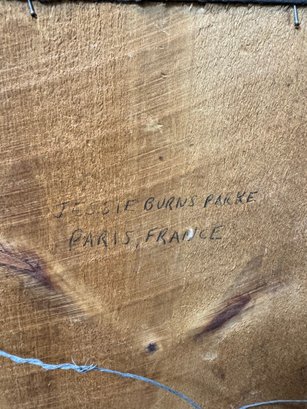 JESSIE BURNS PARKE
PARIS, FRANCE